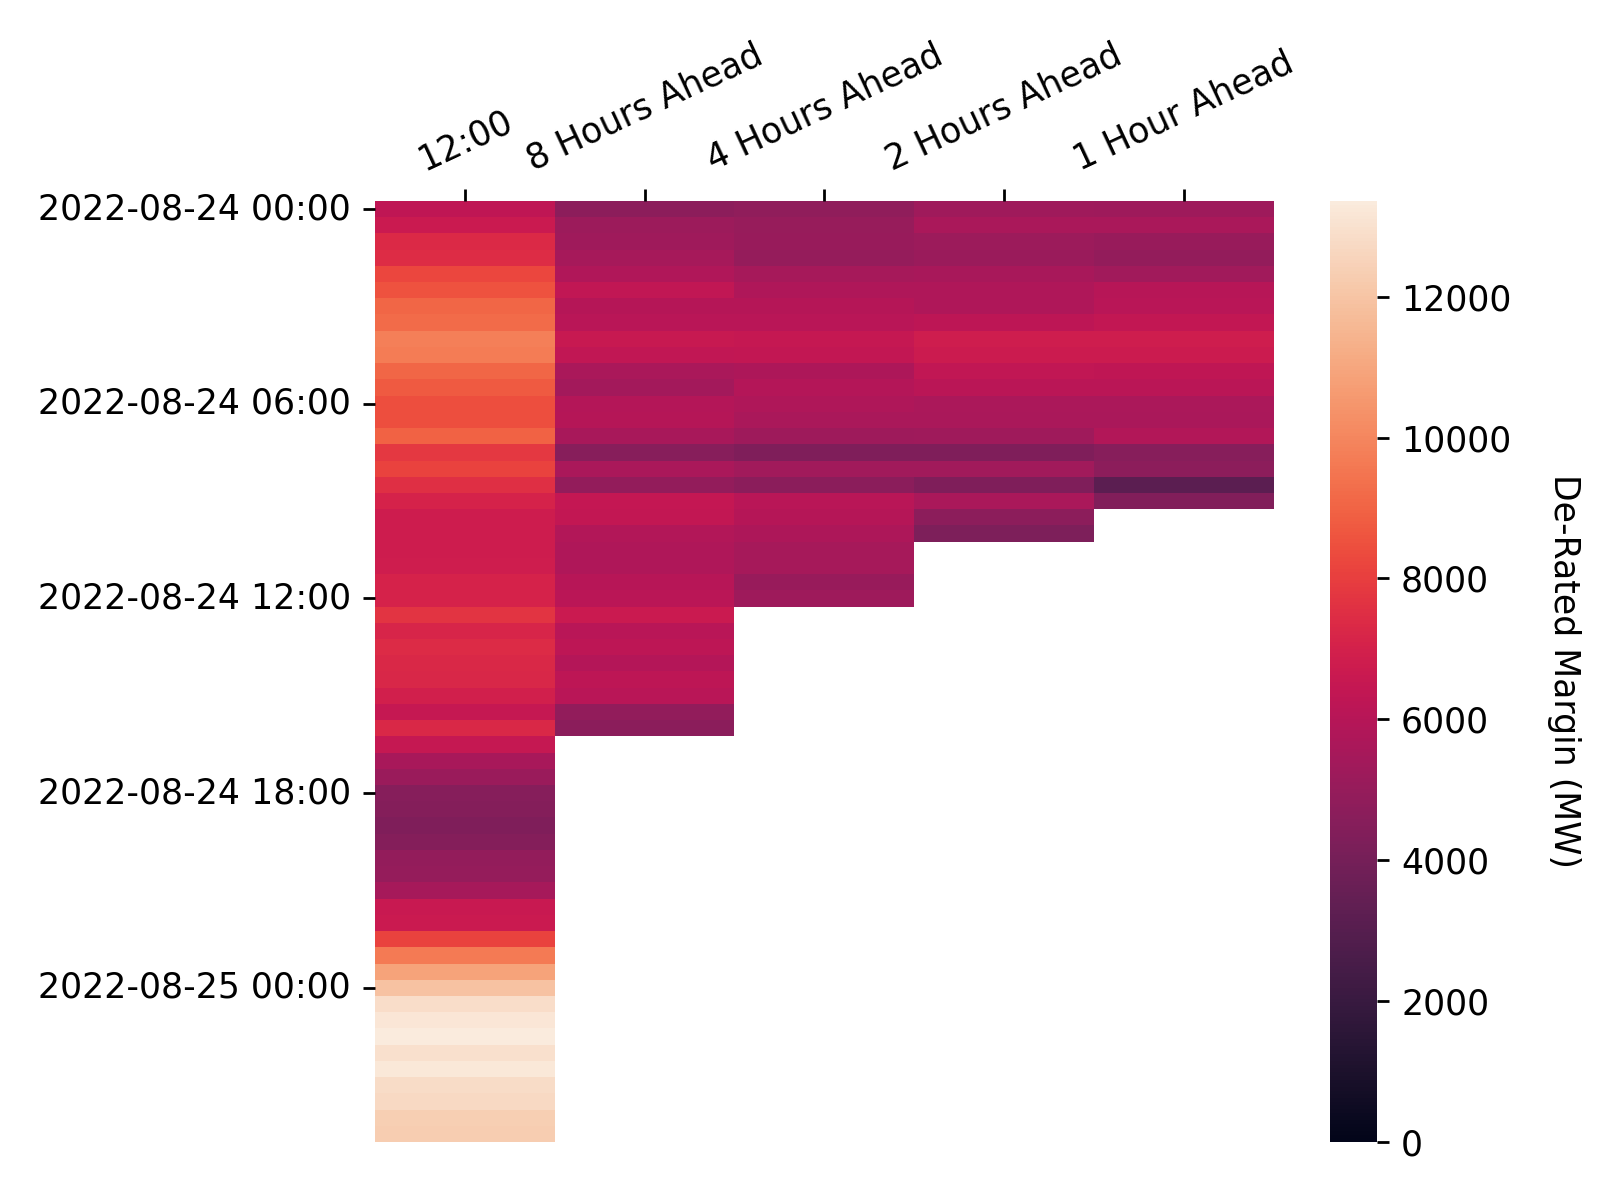 12:00
8 Hours Ahead
4 Hours Ahead
2 Hours Ahead
1 Hour Ahead
2022-08-24 00:00
2022-08-24 06:00
2022-08-24 12:00
2022-08-24 18:00
2022-08-25 00:00
12000
10000
8000
6000
4000
2000
0
De-Rated Margin (MW)